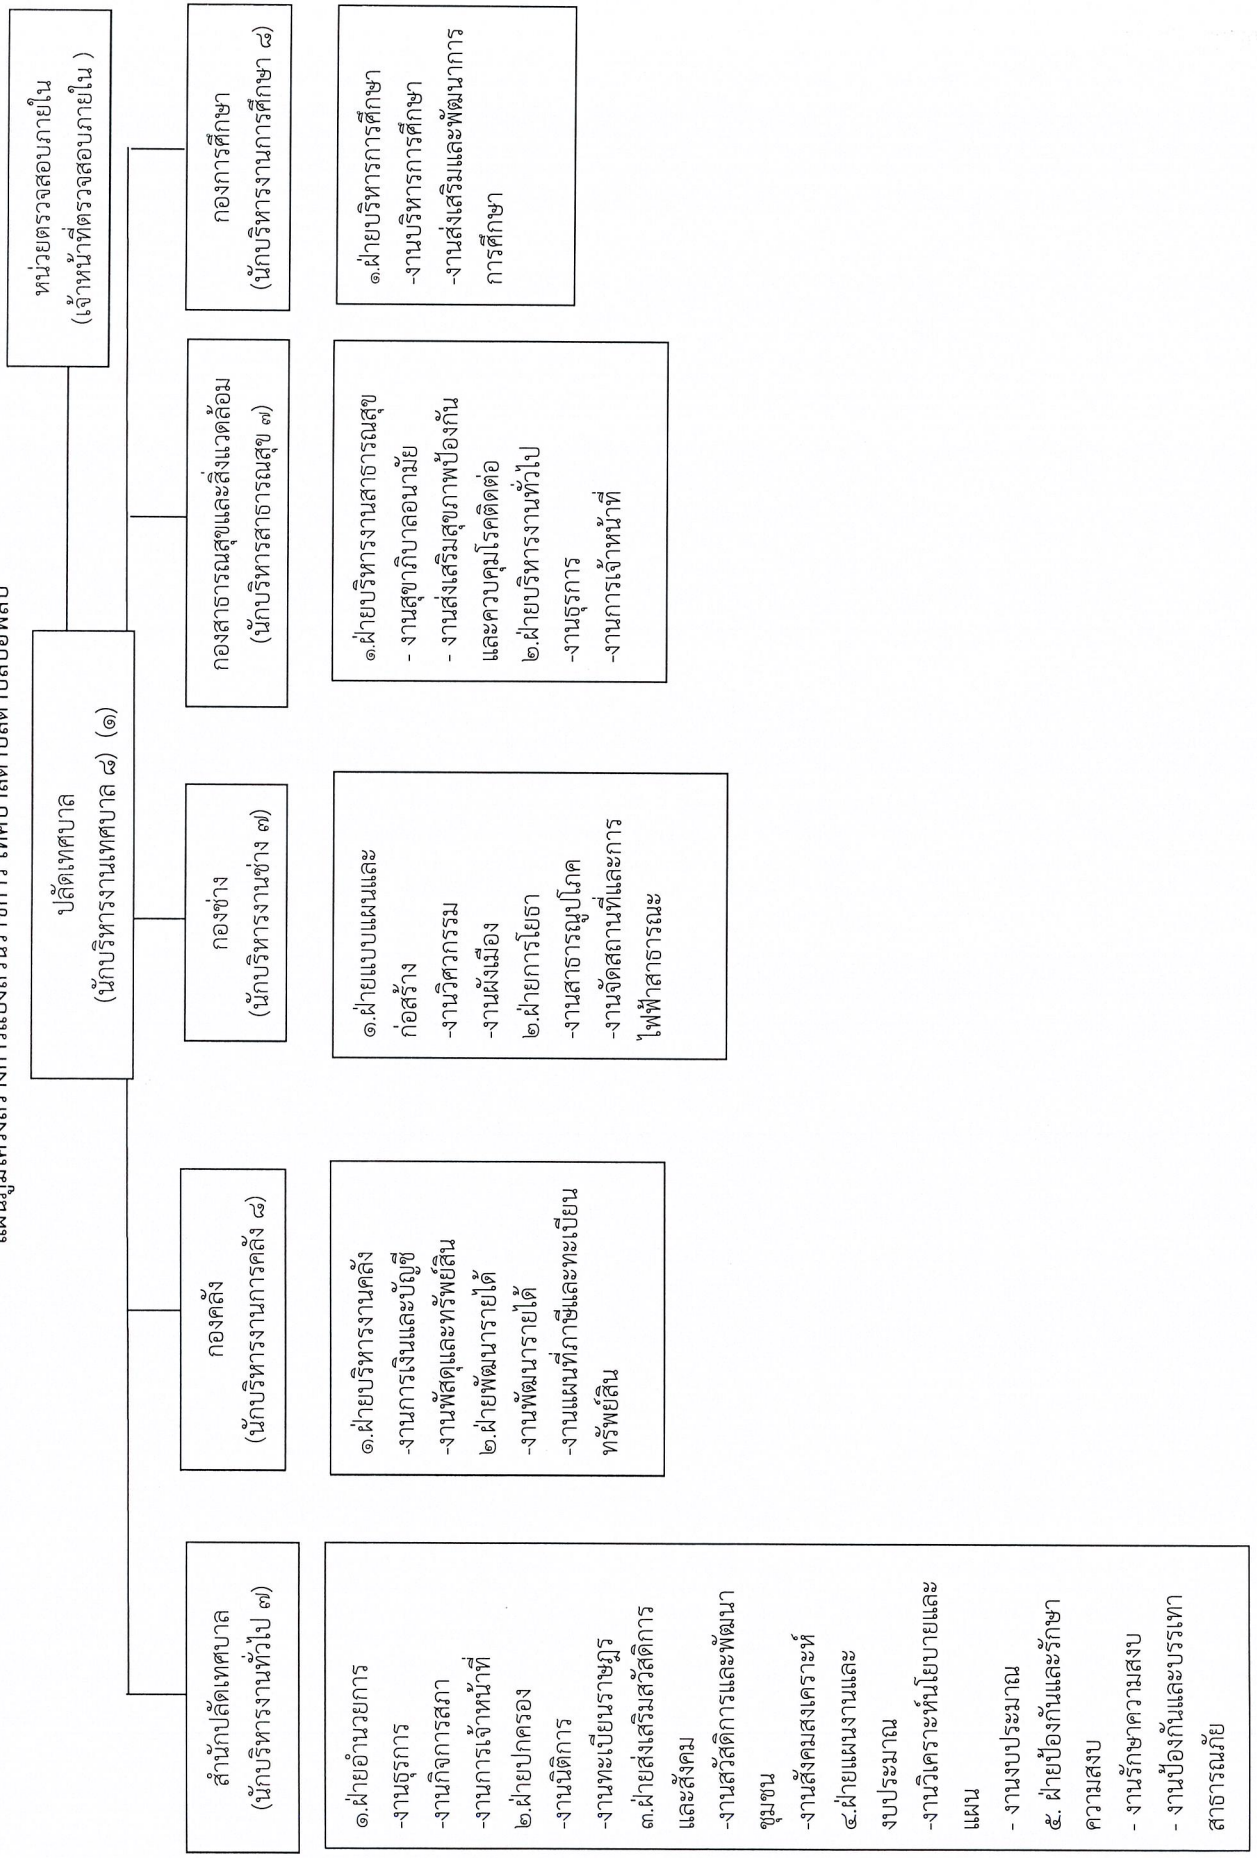 แผนภูมิโครงสร้างการแบ่งส่วนราชการ เทศบาลตำบล
ปลัดเทศบาล
(นักบริหารงานเทศบาล ๘) (๑)
หน่วยตรวจสอบภายใน
(เจ้าหน้าที่ตรวจสอบภายใน )
สำนักปลัดเทศบาล
(นักบริหารงานทั่วไป ๗)
๑.ฝ่ายอำนวยการ
-งานธุรการ
-งานกิจการสภา
-งานการเจ้าหน้าที่
๒.ฝ่ายปกครอง
-งานนิติการ
-งานทะเบียนราษฎร
๓.ฝ่ายส่งเสริมสวัสดิการ
และสังคม
-งานสวัสดิการและพัฒนา
ชุมชน
-งานสังคมสงเคราะห์
๔.ฝ่ายแผนงานและ
งบประมาณ
-งานวิเคราะห์นโยบายและ
แผน
- งานงบประมาณ
๕. ฝ่ายป้องกันและรักษา
ความสงบ
- งานรักษาความสงบ
- งานป้องกันและบรรเทา
สาธารณภัย
กองคลัง
(นักบริหารงานการคลัง ๘)
๑.ฝ่ายบริหารงานคลัง
-งานการเงินและบัญชี
-งานพัสดุและทรัพย์สิน
๒.ฝ่ายพัฒนารายได้
-งานพัฒนารายได้
-งานแผนที่ภาษีและทะเบียน
ทรัพย์สิน
กองช่าง
(นักบริหารงานช่าง ๗)
๑.ฝ่ายแบบแผนและ
ก่อสร้าง
-งานวิศวกรรม
-งานผังเมือง
๒.ฝ่ายการโยธา
-งานสาธารณูปโภค
-งานจัดสถานที่และการ
ไฟฟ้าสาธารณะ
กองสาธารณสุขและสิ่งแวดล้อม
(นักบริหารสาธารณสุข ๗)
๑.ฝ่ายบริหารงานสาธารณสุข
- งานสุขาภิบาลอนามัย
- งานส่งเสริมสุขภาพป้องกัน
และควบคุมโรคติดต่อ
๒.ฝ่ายบริหารงานทั่วไป
-งานธุรการ
-งานการเจ้าหน้าที่
กองการศึกษา
(นักบริหารงานการศึกษา ๘)
๑.ฝ่ายบริหารการศึกษา
-งานบริหารการศึกษา
-งานส่งเสริมและพัฒนาการ
การศึกษา